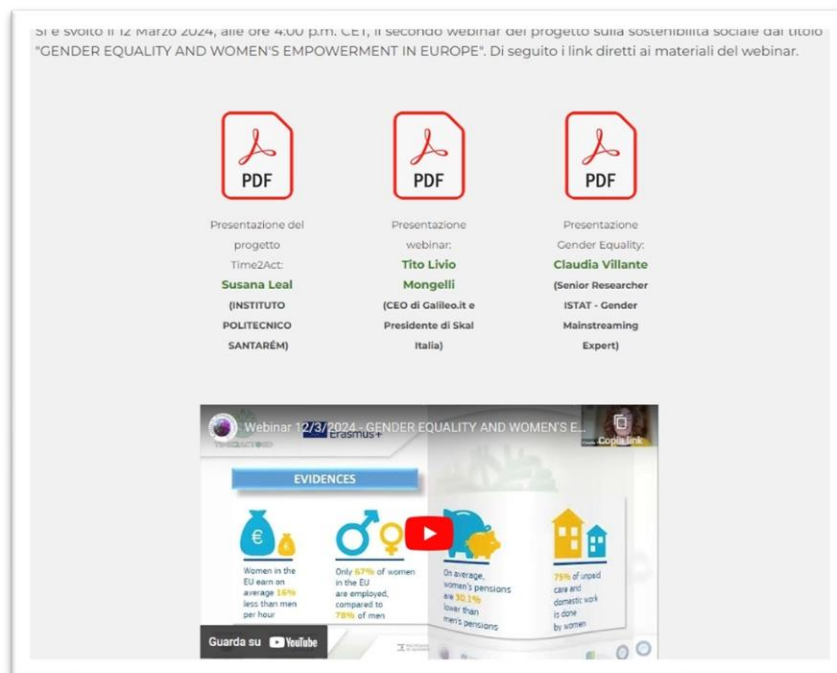 Si è svolto il 12 Marzo 2024, alle ore 4:00 p.m. CET, il secondo webinar del progetto sulla sostenibilità sociale dal titolo
"GENDER EQUALITY AND WOMEN'S EMPOWERMENT IN EUROPE". Di seguito i link diretti ai materiali del webinar.
PDF
PDF
PDF
Presentazione del
progetto
Time2Act:
Susana Leal
(INSTITUTO
POLITECNICO
SANTARÉM)
Presentazione
webinar:
Tito Livio
Mongelli
(CEO di Galileo.it e
Presidente di Skal
Italia)
Presentazione
Gender Equality:
Claudia Villante
(Senior Researcher
ISTAT - Gender
Mainstreaming
Expert)
Webinar 12/3/2024 - GENDER EQUALITY AND WOMEN'S E...
Copia link
Erasmus+
EVIDENCES
Women in the
EU earn on
average 16%
less than men
per hour
Only 67% of women
in the EU
are employed,
compared to
78% of men
On average,
women's pensions
are 30.1%
lower than
men's pensions
75% of unpaid
care and
domestic work
is done
by women
Guarda su YouTube